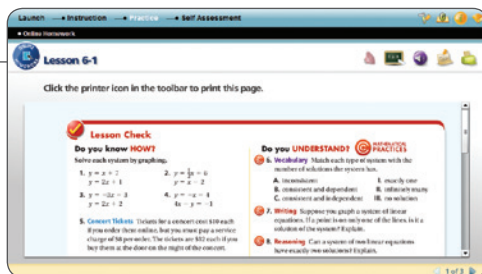 Launch Instruction Practice Self Assessment
Online Homework
Lesson 6-1
Click the printer icon in the toolbar to print this page.
Lesson Check
Do you know HOW?
Solve each system by graphing.
1. y = x + 7
y = 2x + 1
2. y = x + 6
y = x − 2
3. y = −3x − 3
y = 2x + 2
4. y = −x − 4
4x − y = −1
5. Concert Tickets Tickets for a concert cost $10 each
if you order them online, but you must pay a service
charge of $8 per order. The tickets are $12 each if you
buy them at the door on the night of the concert.
Do you UNDERSTAND? MATHEMATICAL PRACTICES
6. Vocabulary Match each type of system with the
number of solutions the system has.
A. inconsistent I. exactly one
B. consistent and dependent II. infinitely many
C. consistent and independent III. no solution
7. Writing Suppose you graph a system of linear
equations. If a point is on only one of the lines, is it a
solution of the system? Explain.
8. Reasoning Can a system of two linear equations
have exactly two solutions? Explain.
1 of 3